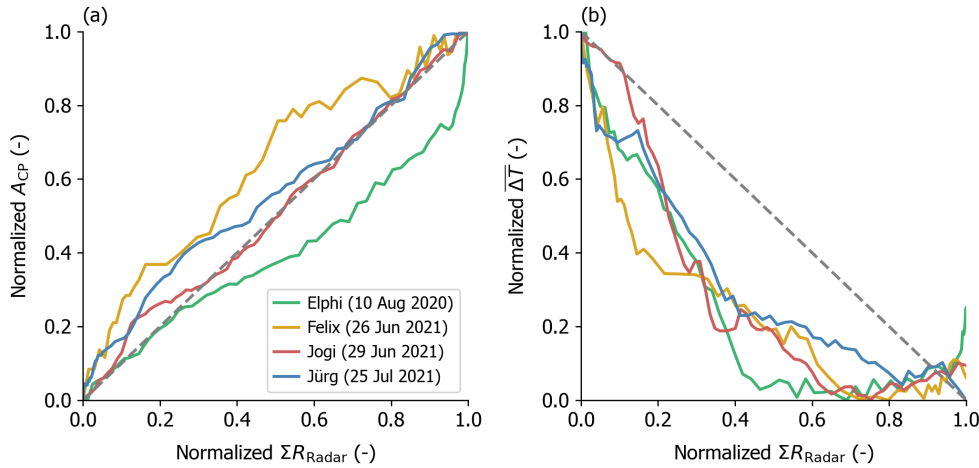 (a)
1.0
0.8
0.6
0.4
0.2
0.0
Normalized A_CP (-)
Elphi (10 Aug 2020)
Felix (26 Jun 2021)
Jogi (29 Jun 2021)
Jürg (25 Jul 2021)
0.0 0.2 0.4 0.6 0.8 1.0
Normalized ΣR_Radar (-)
(b)
1.0
0.8
0.6
0.4
0.2
0.0
Normalized \overline{ΔT} (-)
0.0 0.2 0.4 0.6 0.8 1.0
Normalized ΣR_Radar (-)